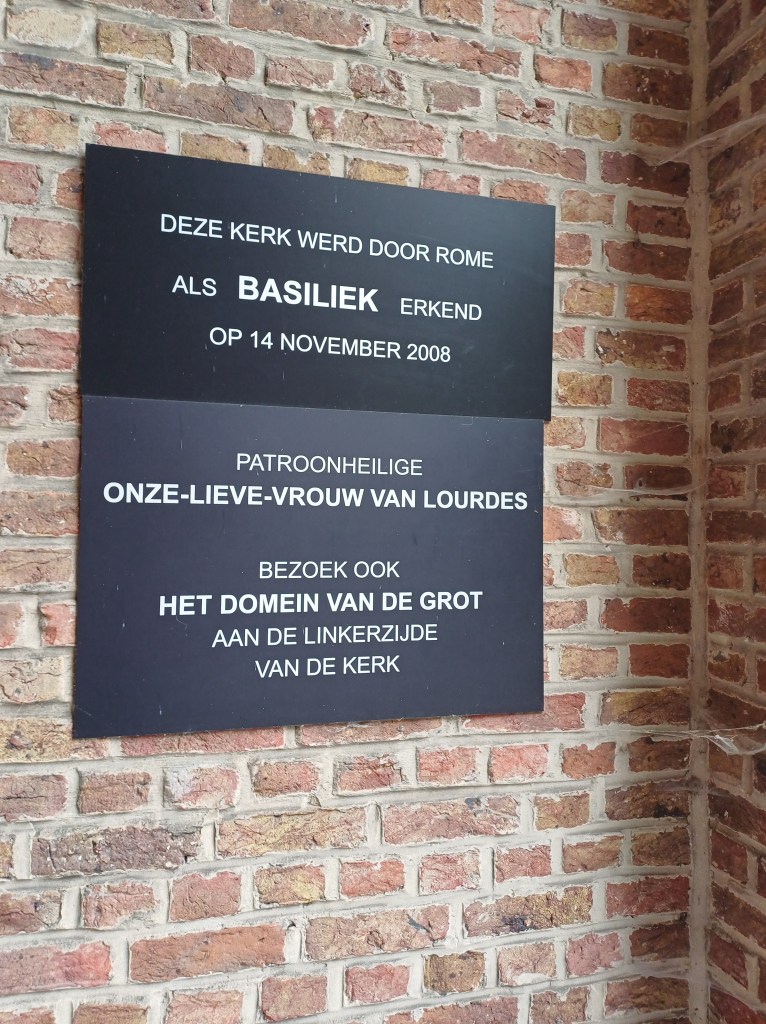 DEZE KERK WERD DOOR ROME
ALS BASILIEK ERKEND
OP 14 NOVEMBER 2008
PATROONHEILIGE
ONZE-LIEVE-VROUW VAN LOURDES
BEZOEK OOK
HET DOMEIN VAN DE GROT
AAN DE LINKERZIJDE
VAN DE KERK